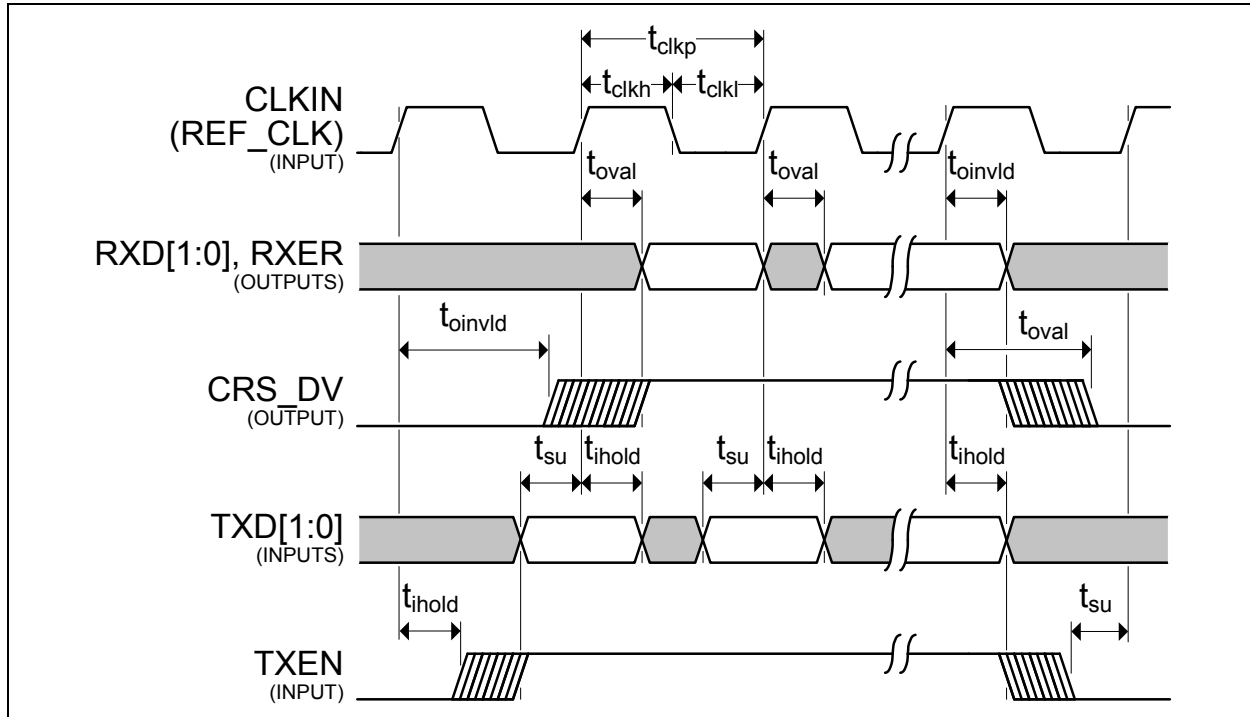 tclkp
tclkh tclkl
CLKIN
(REF_CLK)
(INPUT)
toval toval toinvld
RXD[1:0], RXER
(OUTPUTS)
toinvld toval
CRS_DV
(OUTPUT)
tsu tihold tsu tihold tihold
TXD[1:0]
(INPUTS)
tihold tsu
TXEN
(INPUT)